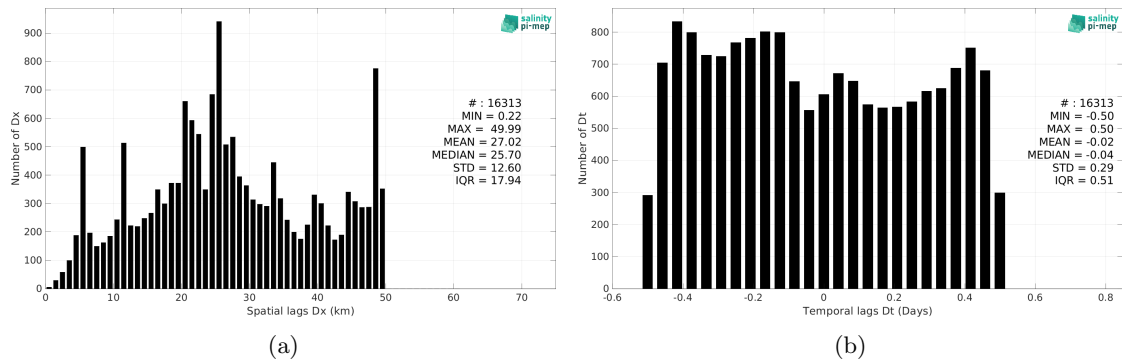 900
800
700
600
500
400
300
200
100
0
Number of Dx
0 10 20 30 40 50 60 70
Spatial lags Dx (km)
salinity
pi-mep
# : 16313
MIN = 0.22
MAX = 49.99
MEAN = 27.02
MEDIAN = 25.70
STD = 12.60
IQR = 17.94
(a)
800
700
600
500
400
300
200
100
0
Number of Dt
-0.6 -0.4 -0.2 0 0.2 0.4 0.6 0.8
Temporal lags Dt (Days)
salinity
pi-mep
# : 16313
MIN = -0.50
MAX = 0.50
MEAN = -0.02
MEDIAN = -0.04
STD = 0.29
IQR = 0.51
(b)